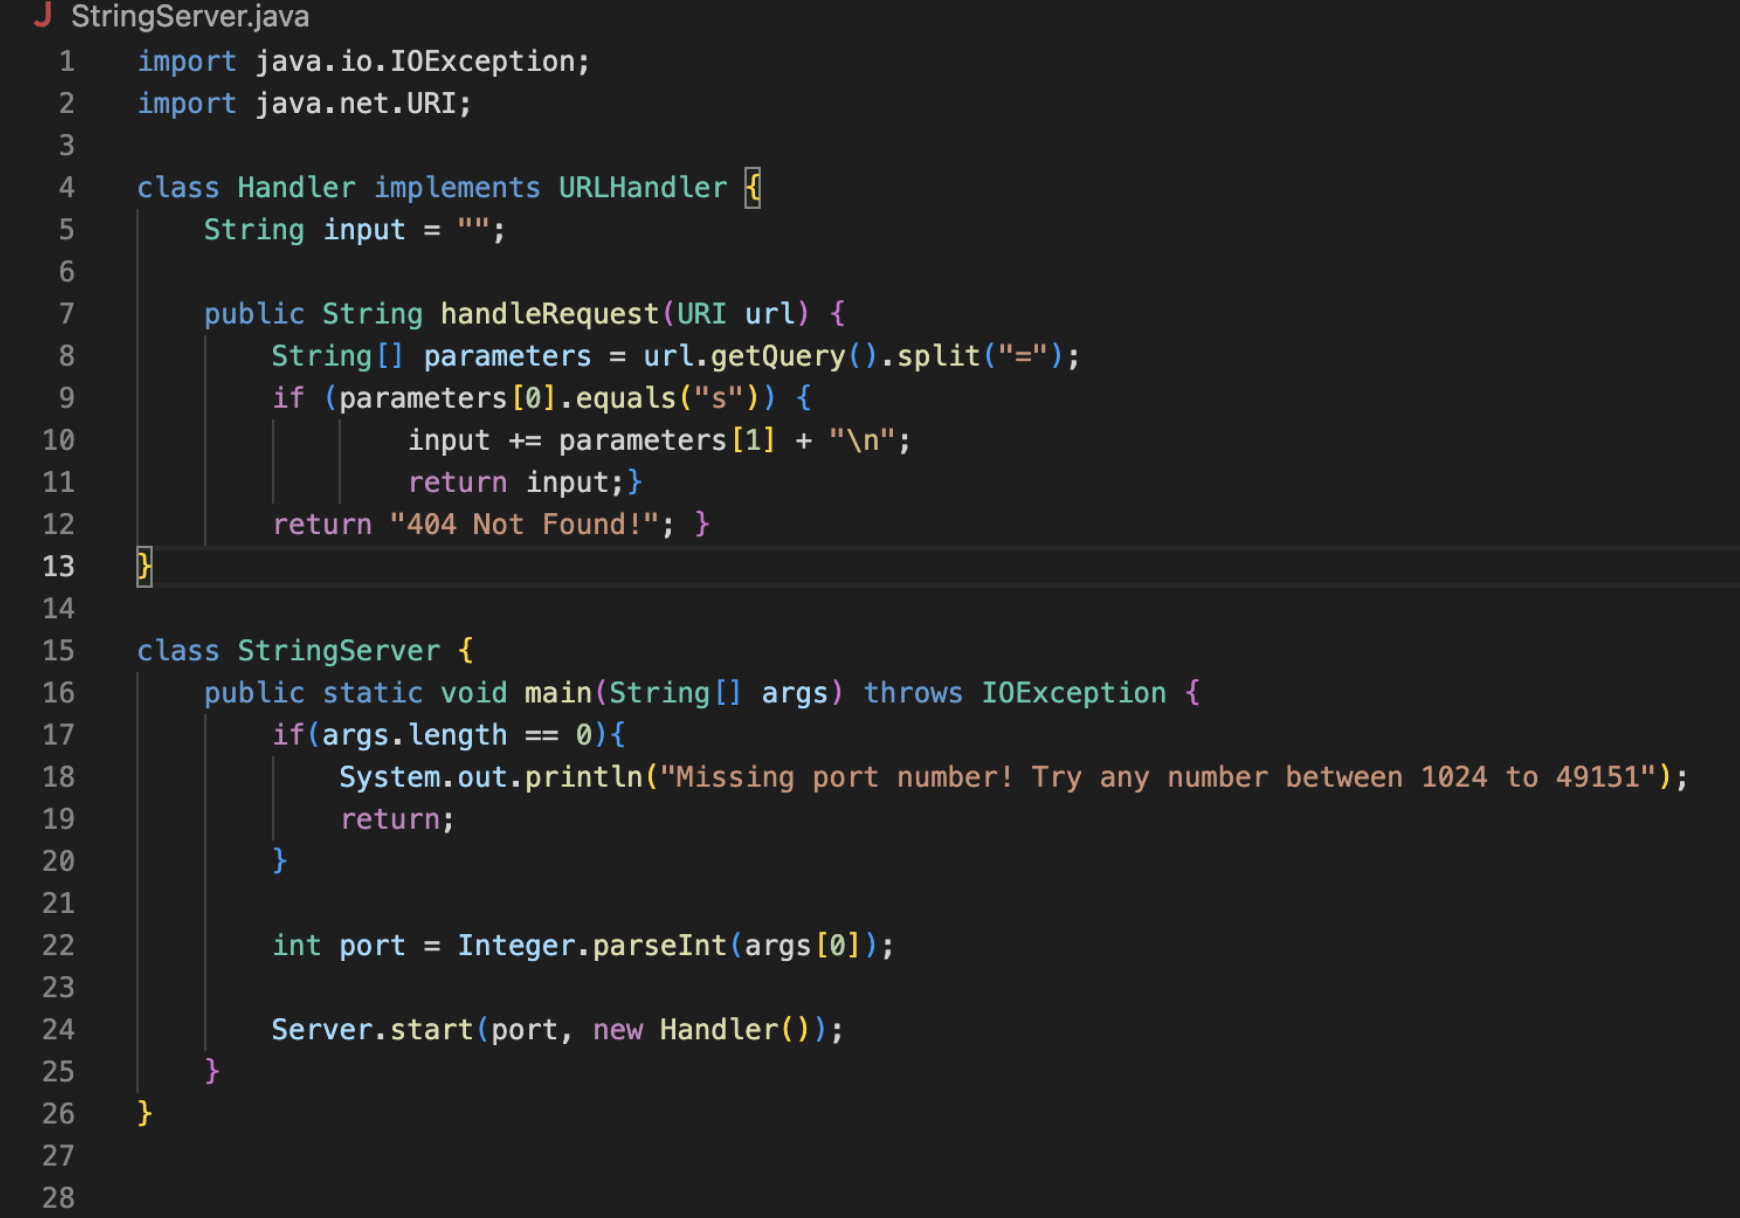 J StringServer.java
1 import java.io.IOException;
2 import java.net.URI;
3
4 class Handler implements URLHandler {
5     String input = "";
6
7     public String handleRequest(URI url) {
8         String[] parameters = url.getQuery().split("=");
9         if (parameters[0].equals("s")) {
10                 input += parameters[1] + "\n";
11                 return input;}
12         return "404 Not Found!"; }
13 }
14
15 class StringServer {
16     public static void main(String[] args) throws IOException {
17         if(args.length == 0){
18             System.out.println("Missing port number! Try any number between 1024 to 49151");
19             return;
20         }
21
22         int port = Integer.parseInt(args[0]);
23
24         Server.start(port, new Handler());
25     }
26 }
27
28